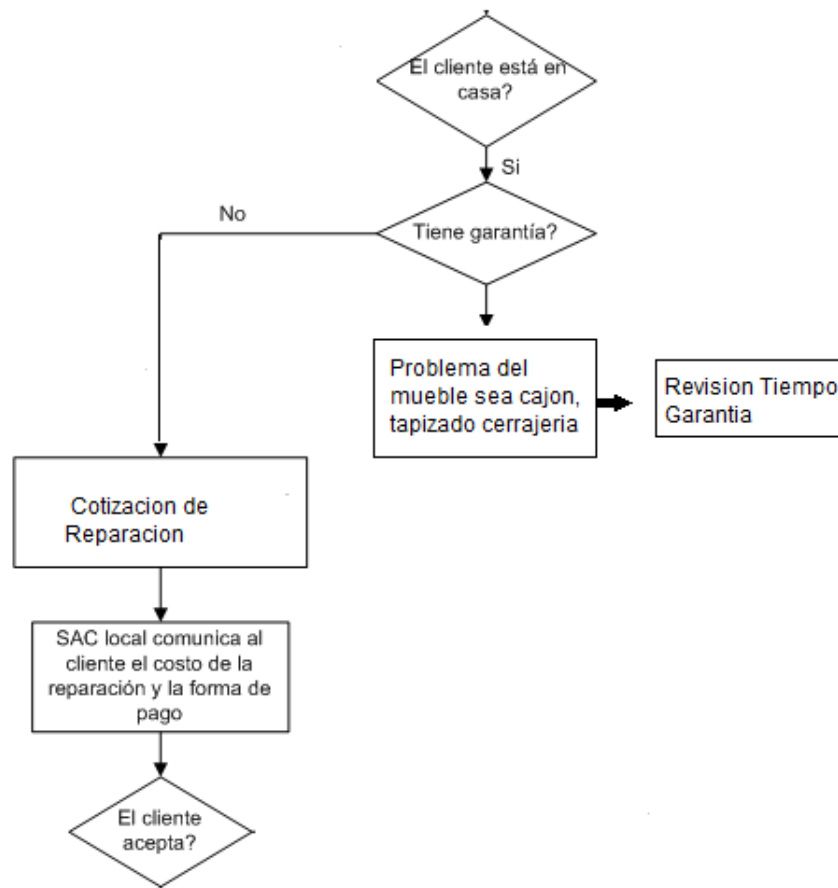 El cliente está en
casa?
Si
No
Tiene garantía?
Problema del
mueble sea cajon,
tapizado cerrajeria
Revision Tiempo
Garantia
Cotizacion de
Reparacion
SAC local comunica al
cliente el costo de la
reparación y la forma de
pago
El cliente
acepta?